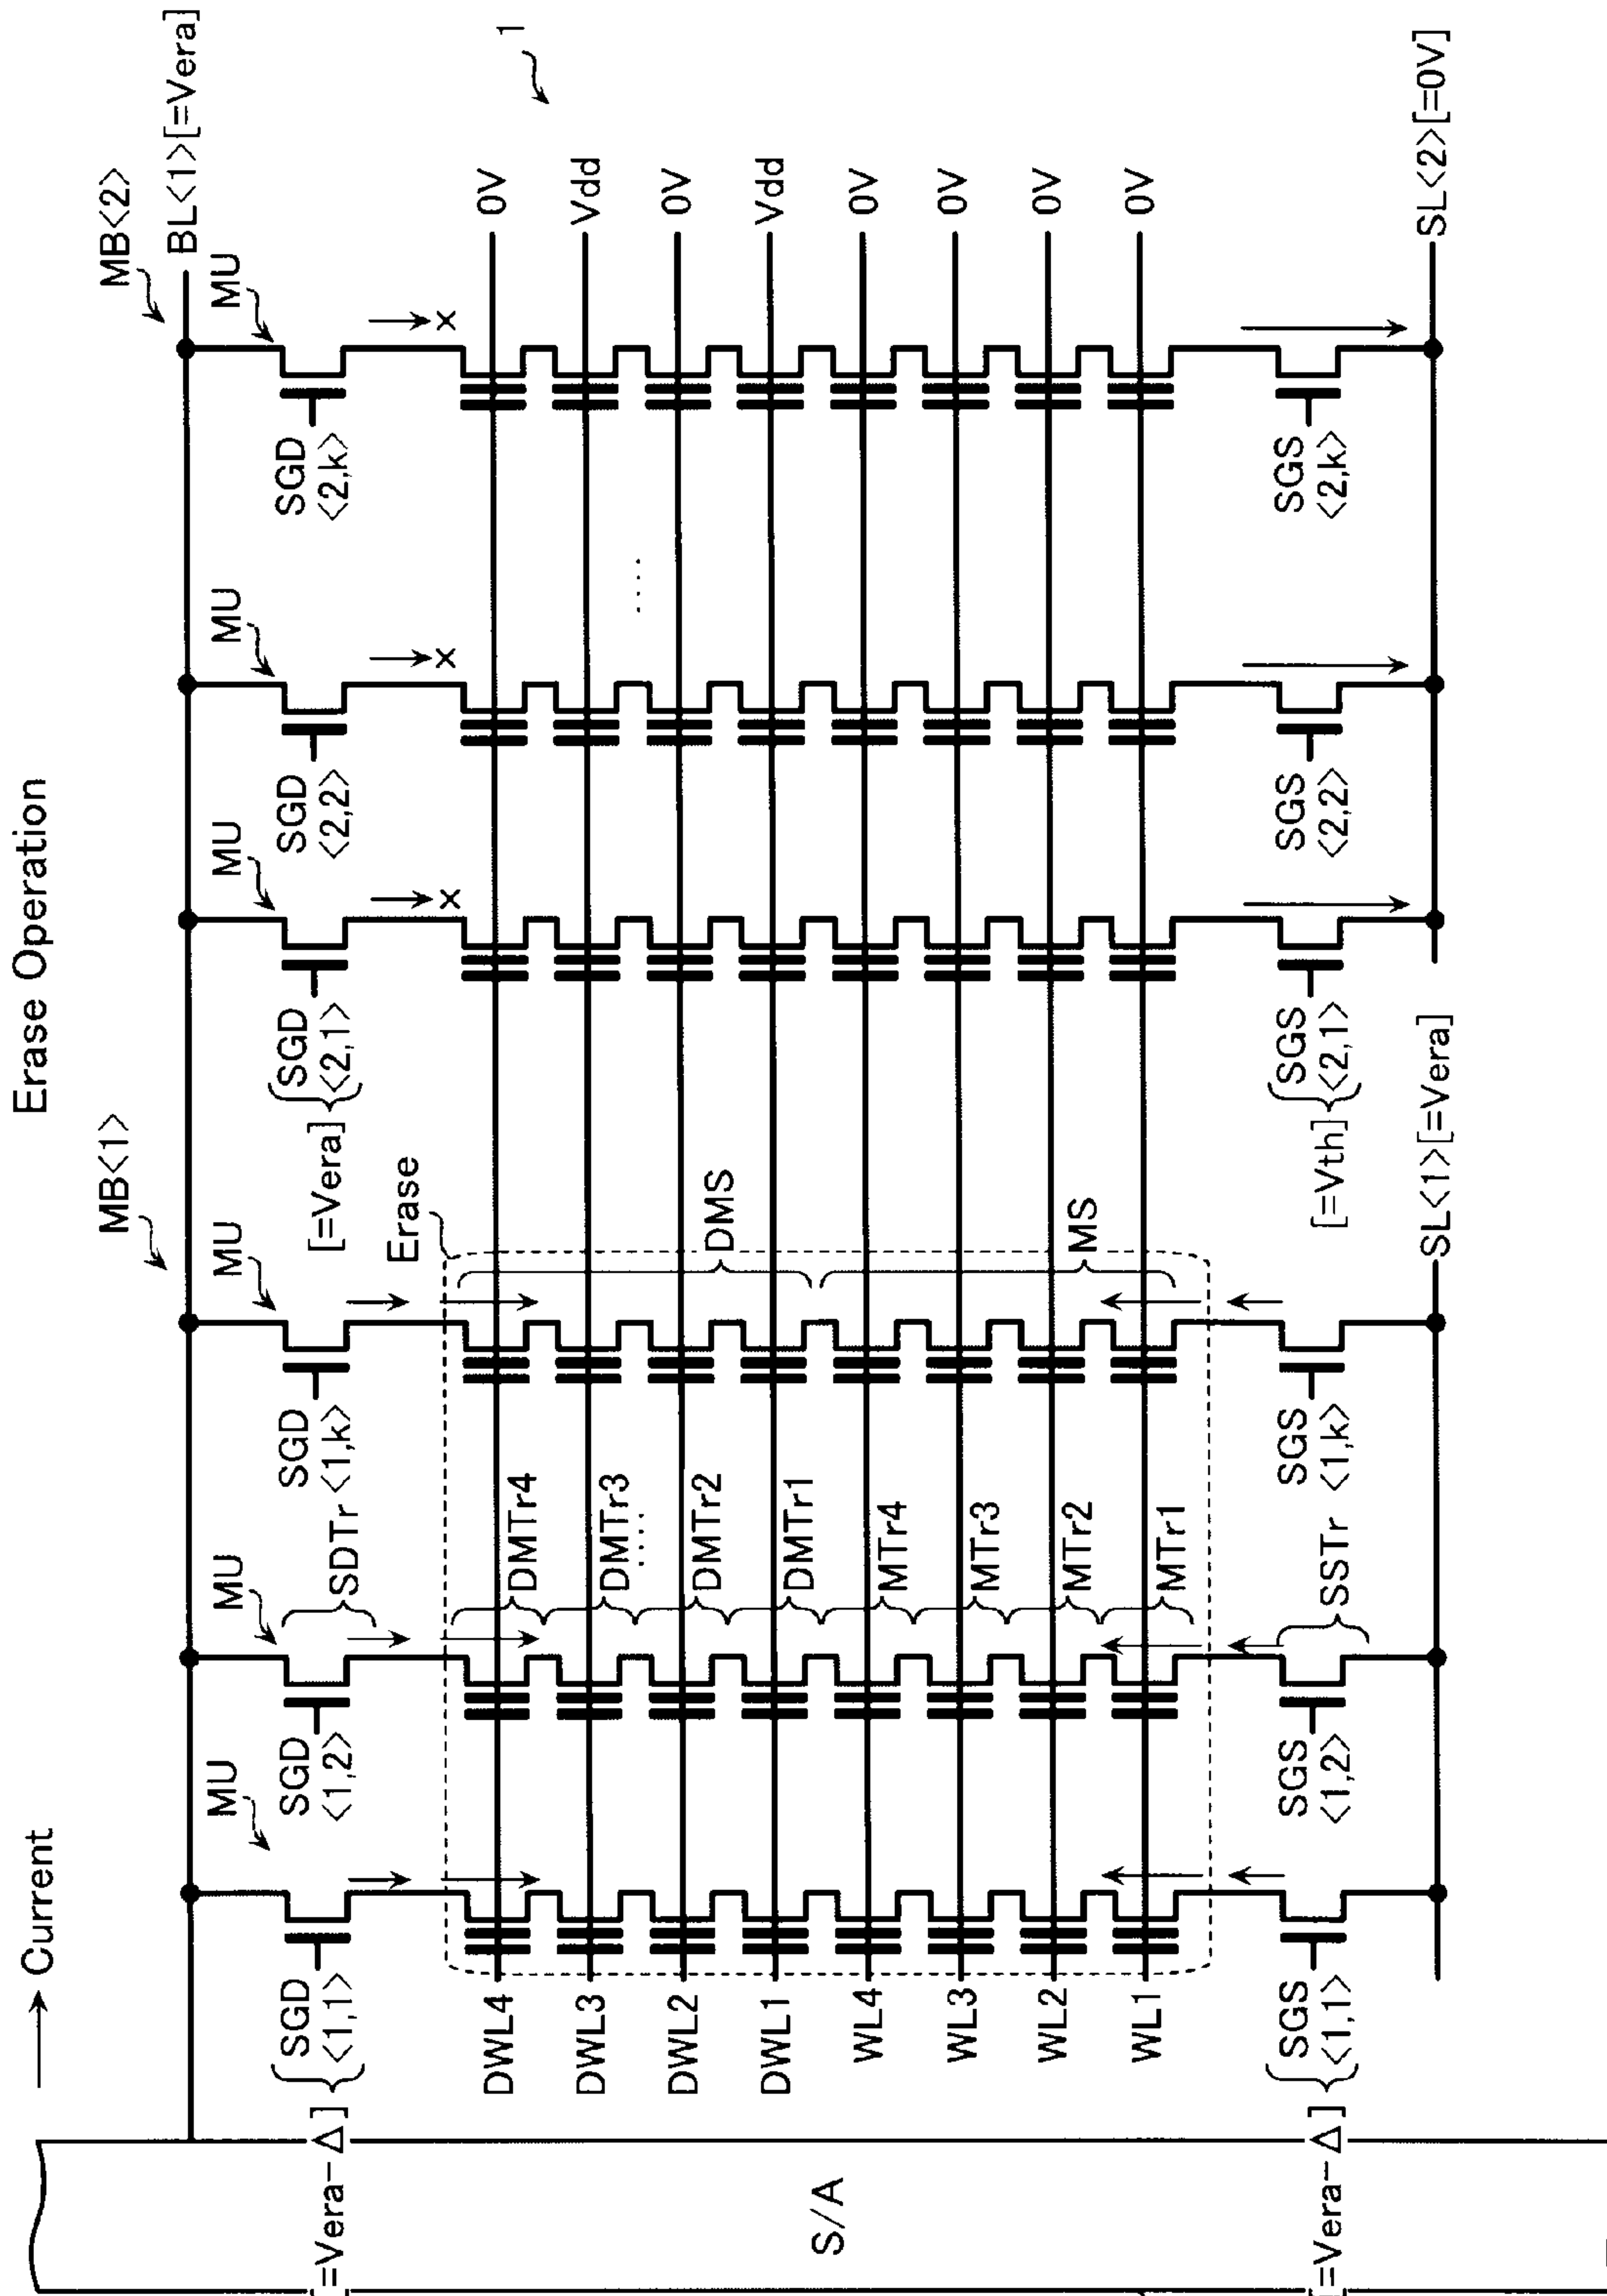 Erase Operation
→ Current
MB<1>
MB<2>
BL<1>[=Vera]
1
MU
MU
MU
MU
MU
MU
SDTr
SGD
<1,1>
[=Vera-Δ]
SGD
<1,2>
SGD
<1,k>
SGD
<2,1>
[=Vera]
SGD
<2,2>
SGD
<2,k>
Erase
DWL4
DMTr4
0V
DWL3
DMTr3
Vdd
.....
....
DWL2
DMTr2
0V
DMS
DWL1
DMTr1
Vdd
S/A
WL4
MTr4
0V
WL3
MTr3
0V
WL2
MTr2
0V
MS
WL1
MTr1
0V
SGS
<1,1>
[=Vera-Δ]
SGS
<1,2>
SSTr
SGS
<1,k>
SGS
<2,1>
[=Vth]
SGS
<2,2>
SGS
<2,k>
SL<1>[=Vera]
SL<2>[=0V]